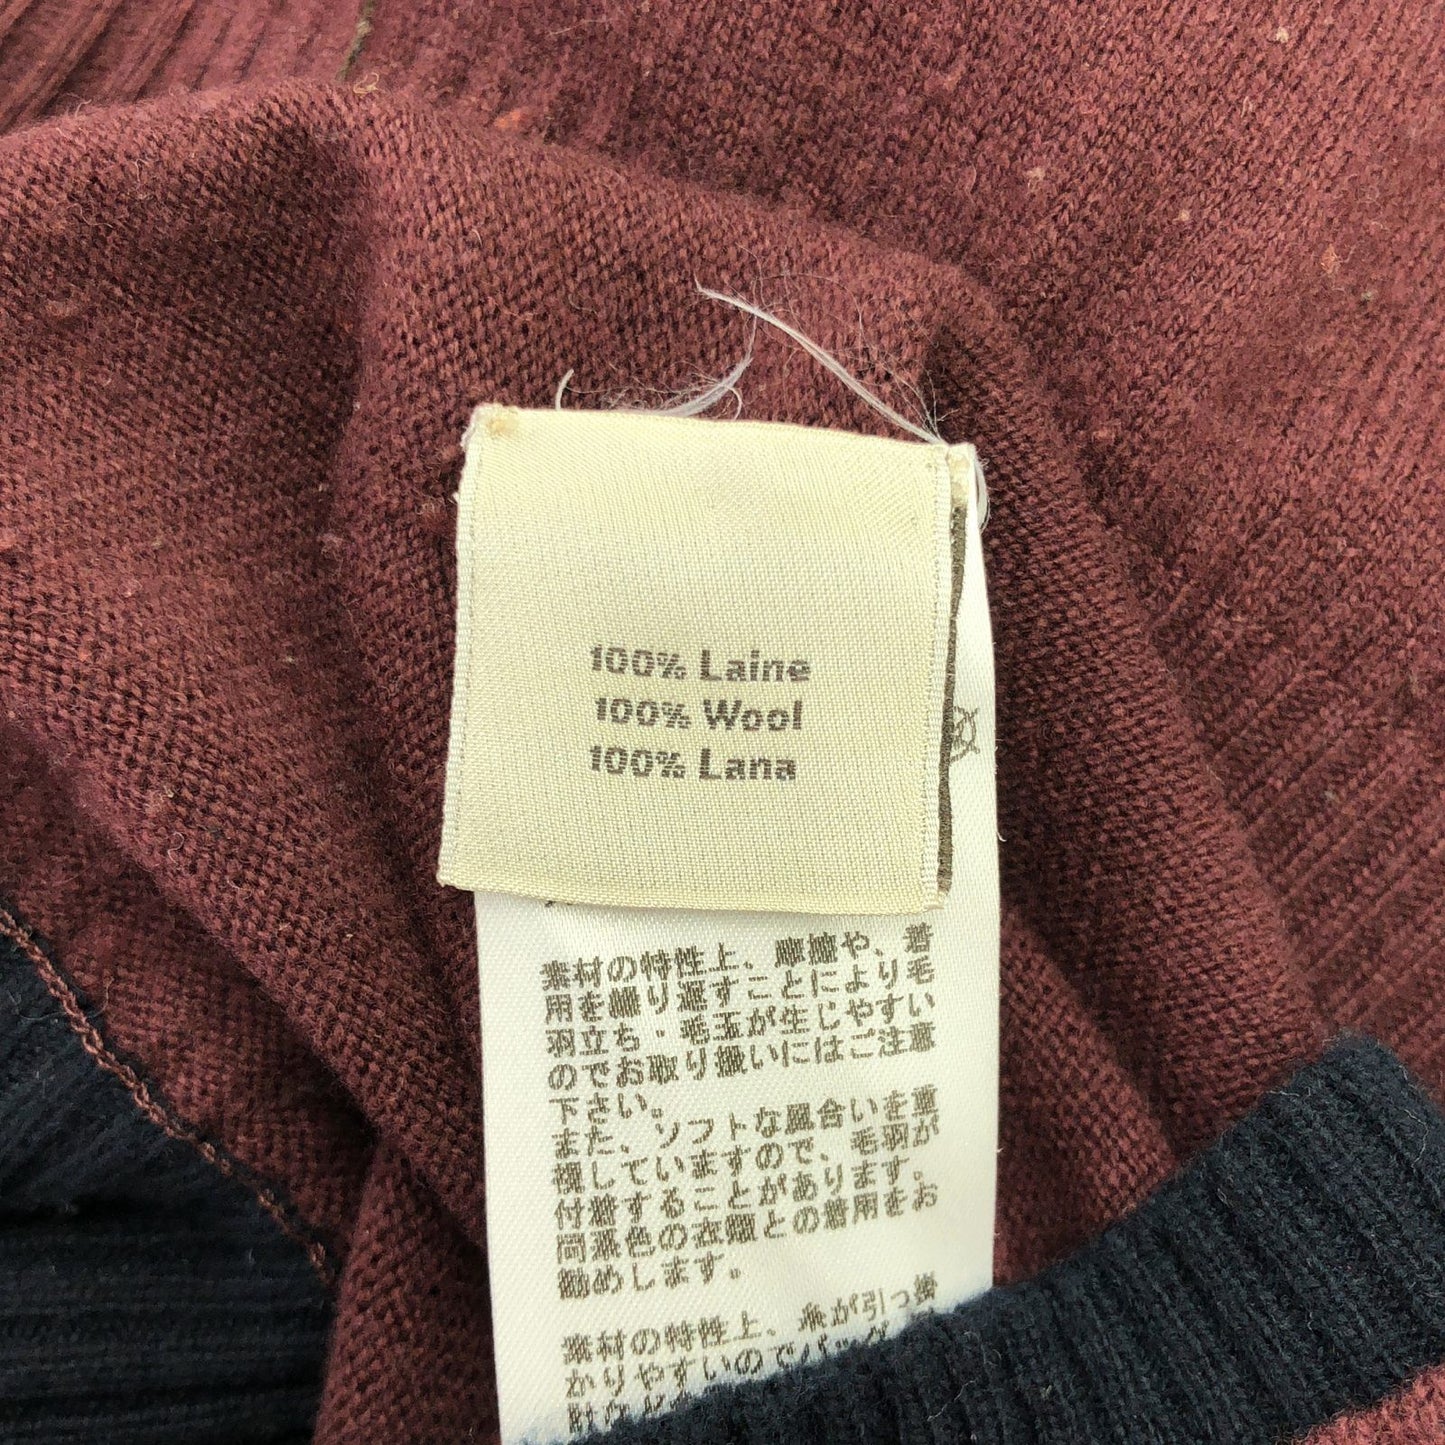 100% Laine
100% Wool
100% Lana
素材の特性上、摩擦や、着
用を繰り返すことにより毛
羽立ち・毛玉が生じやすい
のでお取り扱いにはご注意
下さい。
また、ソフトな風合いを重
視していますので、毛羽が
付着することがあります。
同系色の衣類との着用をお
勧めします。
素材の特性上、糸が引っ掛
かりやすいのでバッグ